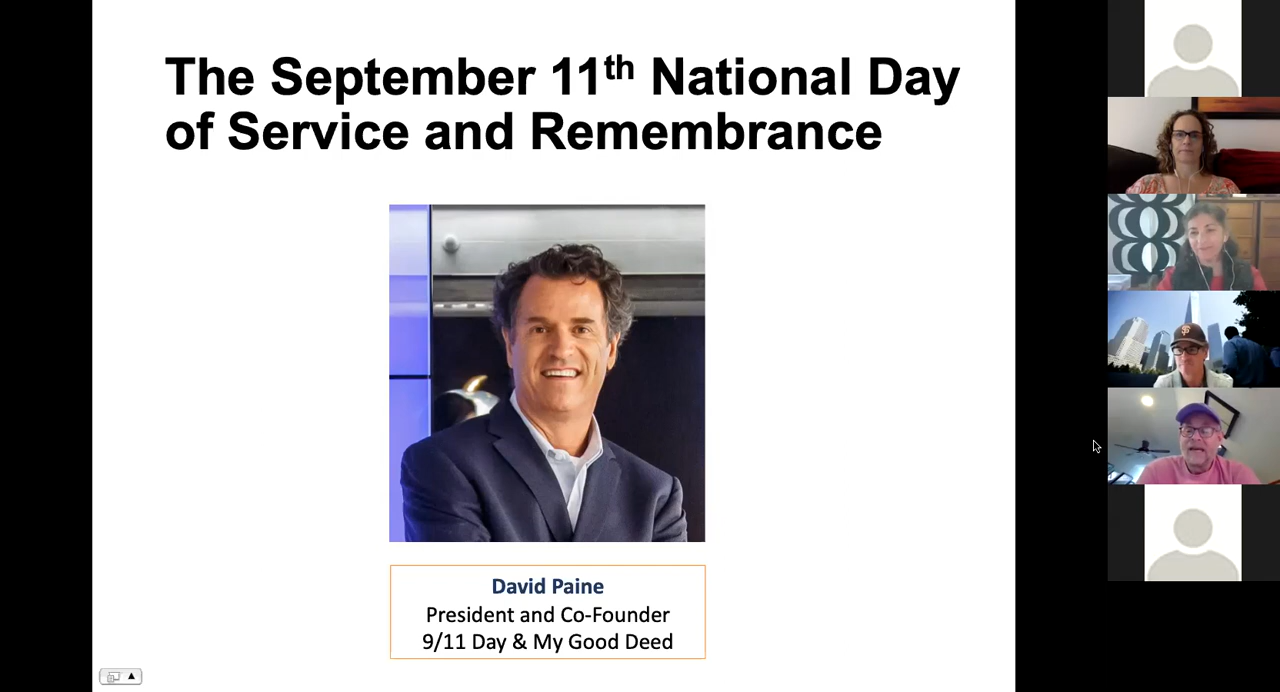 The September 11th National Day
of Service and Remembrance
David Paine
President and Co-Founder
9/11 Day & My Good Deed